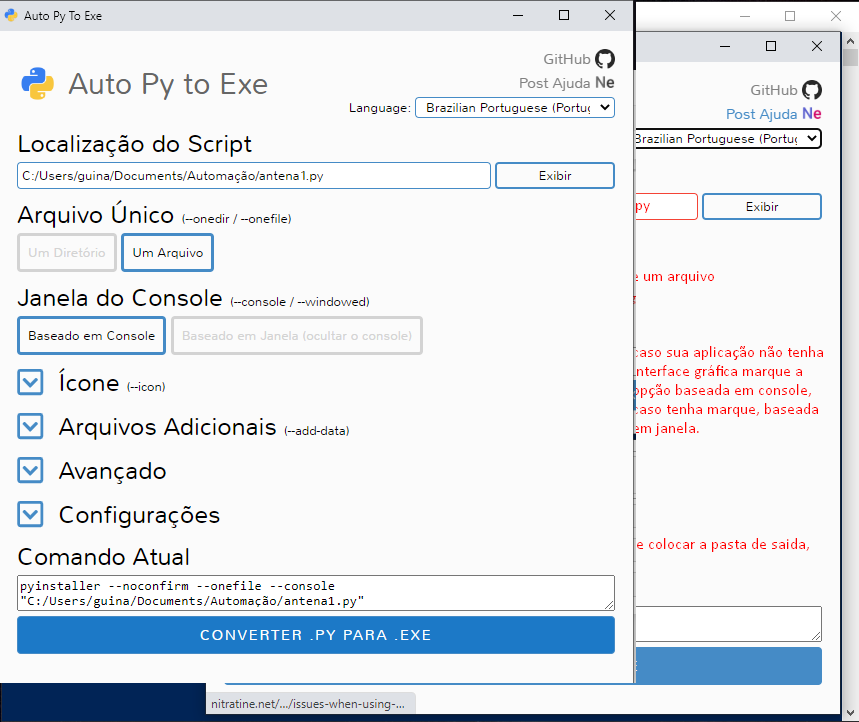 Auto Py To Exe
GitHub
Post Ajuda Ne
Auto Py to Exe
Language: Brazilian Portuguese (Portuç
Localização do Script
C:/Users/guina/Documents/Automação/antena1.py
Exibir
Arquivo Único (--onedir / --onefile)
Um Diretório
Um Arquivo
Janela do Console (--console / --windowed)
Baseado em Console
Baseado em Janela (ocultar o console)
Ícone (--icon)
Arquivos Adicionais (--add-data)
Avançado
Configurações
Comando Atual
pyinstaller --noconfirm --onefile --console
"C:/Users/guina/Documents/Automação/antena1.py"
CONVERTER .PY PARA .EXE
GitHub
Post Ajuda Ne
Brazilian Portuguese (Portuç
py
Exibir
e um arquivo
caso sua aplicação não tenha
interface gráfica marque a
opção baseada em console,
caso tenha marque, baseada
em janela.
e colocar a pasta de saida,
nitratine.net/.../issues-when-using-...